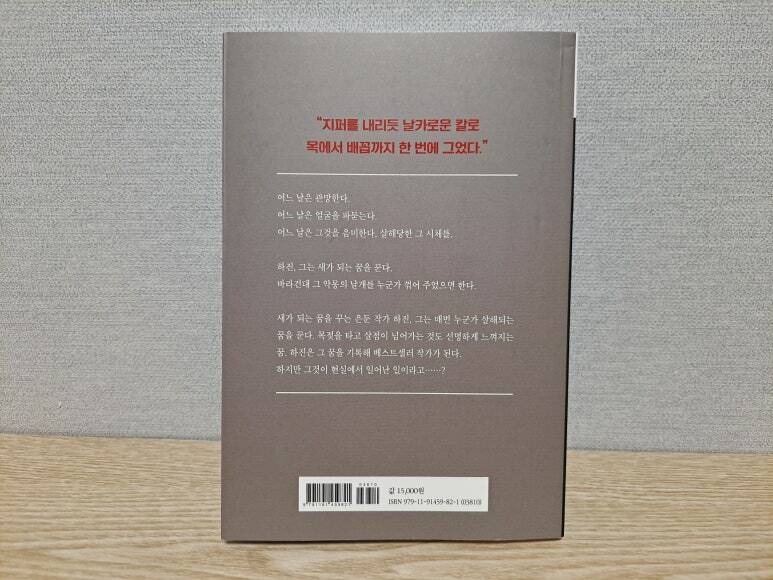 “지퍼를 내리듯 날카로운 칼로
목에서 배꼽까지 한 번에 그었다.”
어느 날은 관망한다.
어느 날은 얼굴을 파묻는다.
어느 날은 그것을 음미한다. 살해당한 그 시체를.
하진, 그는 새가 되는 꿈을 꾼다.
바라건대 그 악몽의 날개를 누군가 꺾어 주었으면 한다.
새가 되는 꿈을 꾸는 은둔 작가 하진, 그는 매번 누군가 살해되는
꿈을 꾼다. 목젖을 타고 살점이 넘어가는 것도 선명하게 느껴지는
꿈. 하진은 그 꿈을 기록해 베스트셀러 작가가 된다.
하지만 그것이 현실에서 일어난 일이라고……?
03810
9 791191 459821
값 15,000원
ISBN 979-11-91459-82-1 (03810)